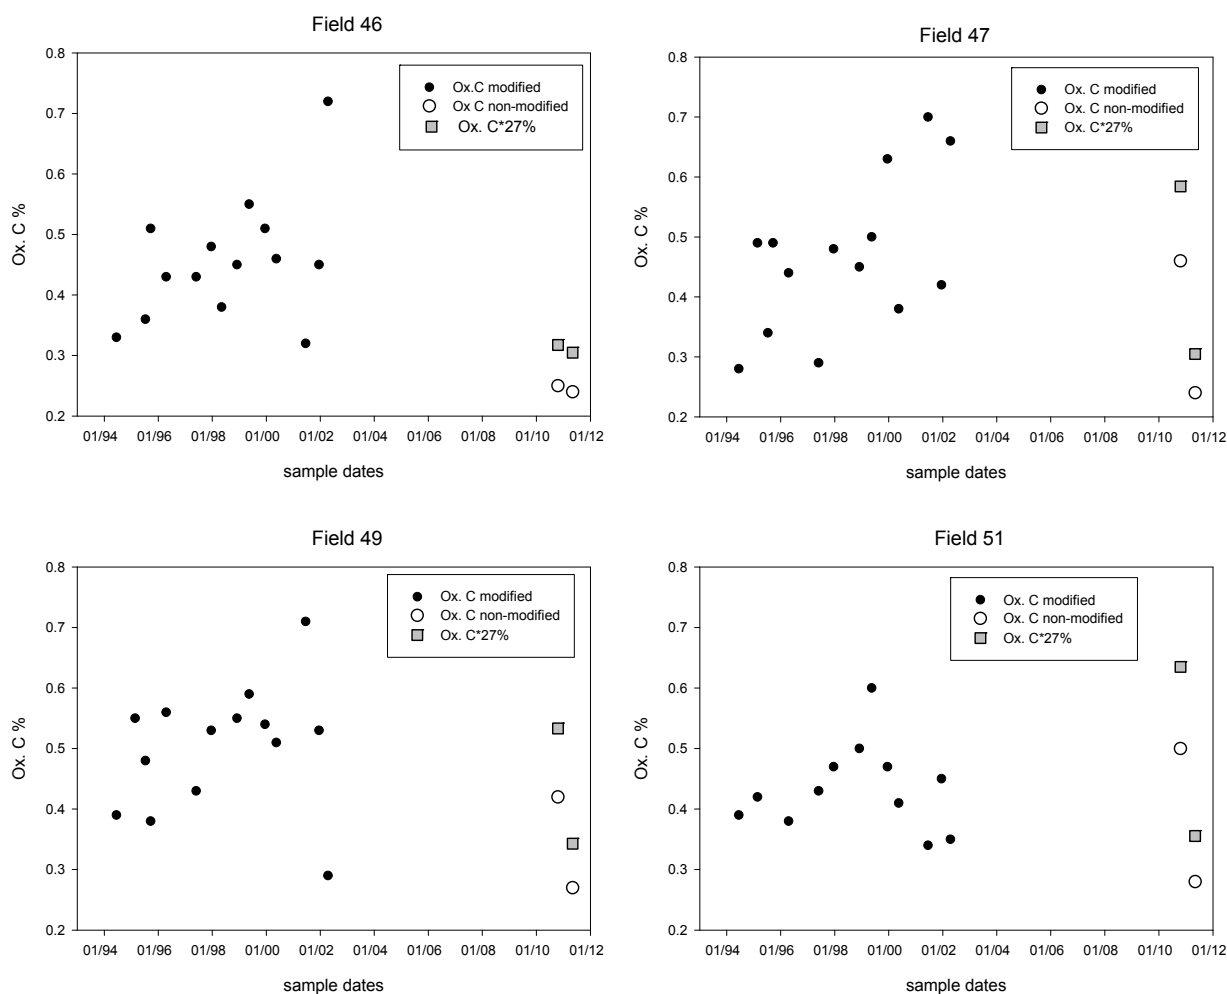 Field 46
0.8
0.7
0.6
0.5
0.4
0.3
0.2
Ox. C %
Ox.C modified
Ox C non-modified
Ox. C*27%
01/94 01/96 01/98 01/00 01/02 01/04 01/06 01/08 01/10 01/12
sample dates
Field 47
0.8
0.7
0.6
0.5
0.4
0.3
0.2
Ox. C %
Ox. C modified
Ox. C non-modified
Ox. C*27%
01/94 01/96 01/98 01/00 01/02 01/04 01/06 01/08 01/10 01/12
sample dates
Field 49
0.8
0.7
0.6
0.5
0.4
0.3
0.2
Ox. C %
Ox. C modified
Ox. C non-modified
Ox. C*27%
01/94 01/96 01/98 01/00 01/02 01/04 01/06 01/08 01/10 01/12
sample dates
Field 51
0.8
0.7
0.6
0.5
0.4
0.3
0.2
Ox. C %
Ox. C modified
Ox. C non-modified
Ox. C*27%
01/94 01/96 01/98 01/00 01/02 01/04 01/06 01/08 01/10 01/12
sample dates